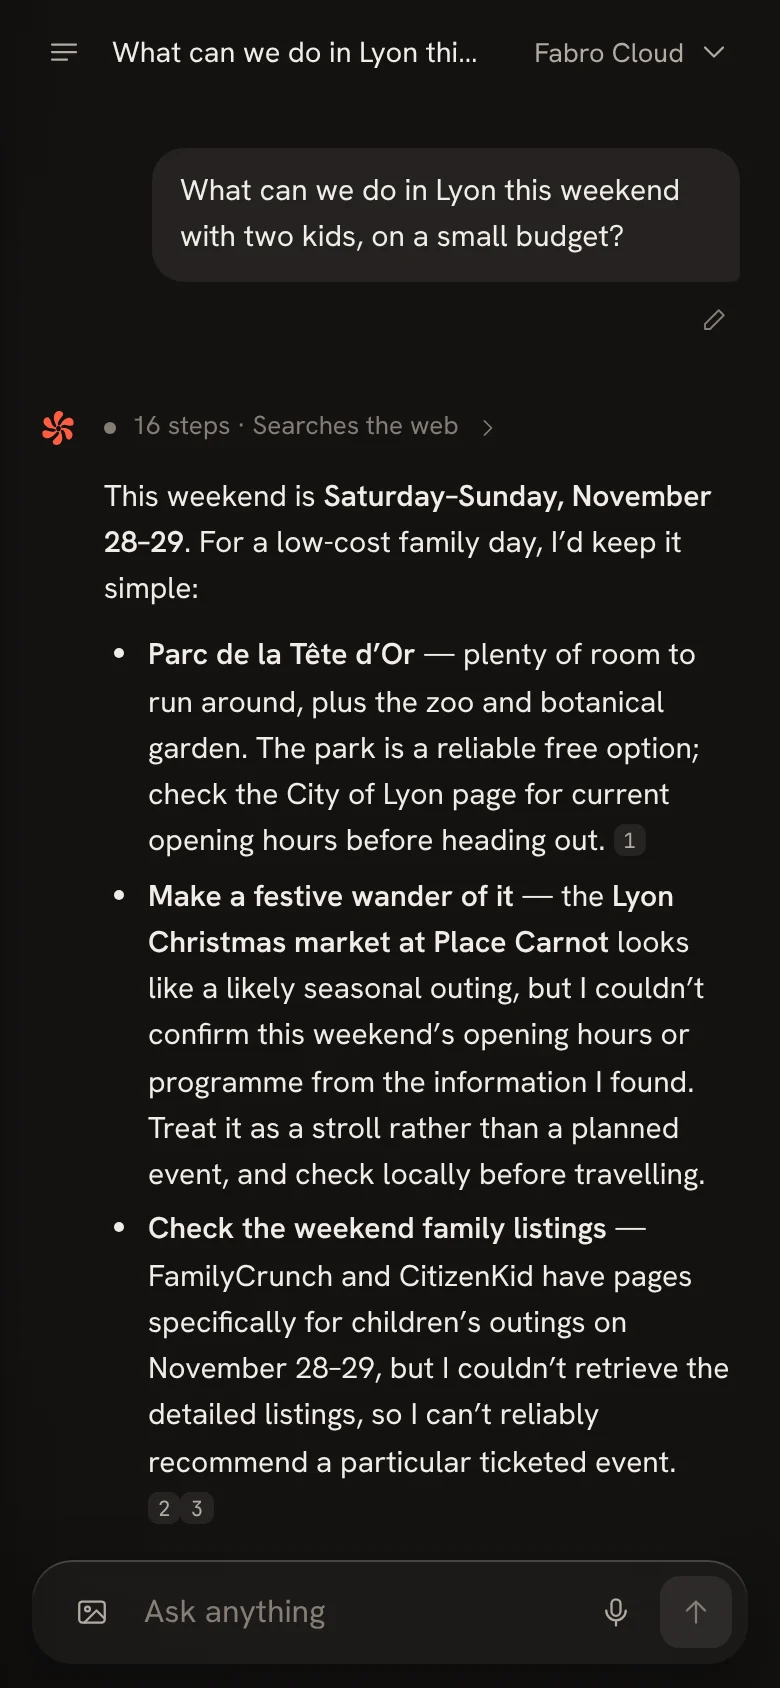 What can we do in Lyon thi...
Fabro Cloud
What can we do in Lyon this weekend
with two kids, on a small budget?
16 steps · Searches the web
This weekend is Saturday–Sunday, November
28–29. For a low-cost family day, I’d keep it
simple:
• Parc de la Tête d’Or — plenty of room to
run around, plus the zoo and botanical
garden. The park is a reliable free option;
check the City of Lyon page for current
opening hours before heading out. 1
• Make a festive wander of it — the Lyon
Christmas market at Place Carnot looks
like a likely seasonal outing, but I couldn’t
confirm this weekend’s opening hours or
programme from the information I found.
Treat it as a stroll rather than a planned
event, and check locally before travelling.
• Check the weekend family listings —
FamilyCrunch and CitizenKid have pages
specifically for children’s outings on
November 28–29, but I couldn’t retrieve the
detailed listings, so I can’t reliably
recommend a particular ticketed event.
2 3
Ask anything